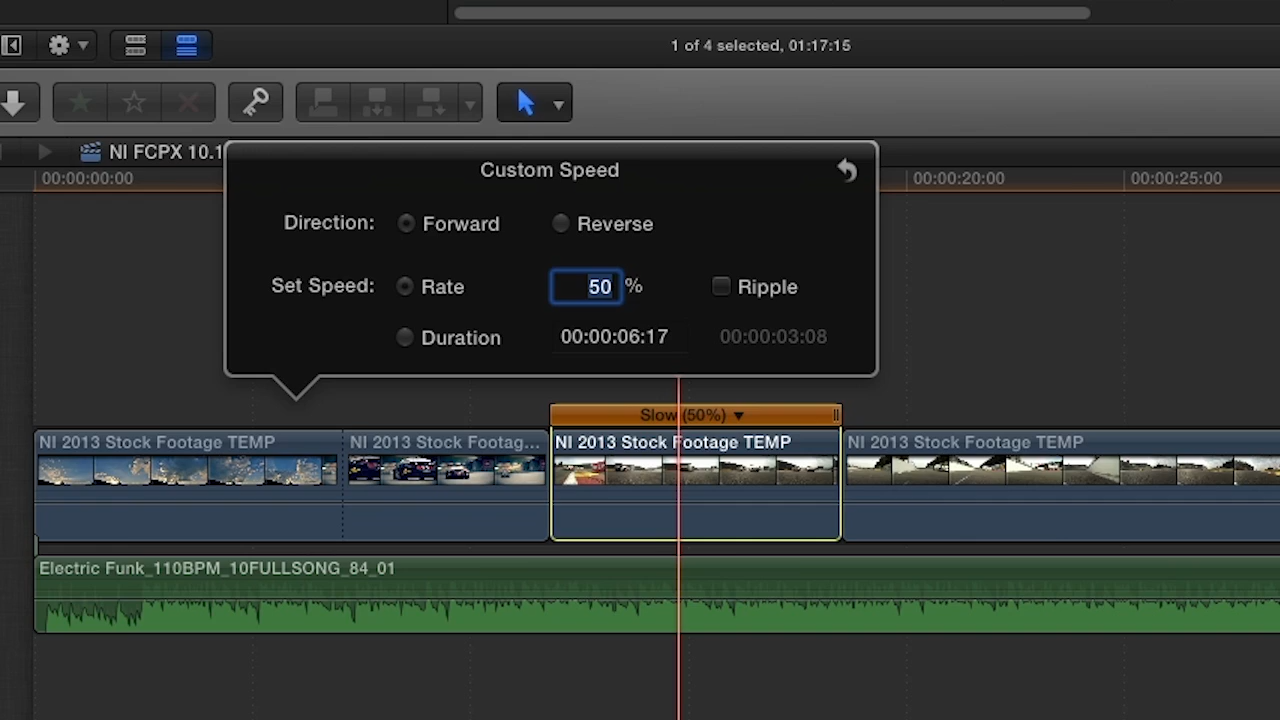 1 of 4 selected, 01:17:15
NI FCPX 10.1
00:00:00:00
00:00:20:00
00:00:25:00
Custom Speed
Direction: Forward Reverse
Set Speed: Rate 50 % Ripple
Duration 00:00:06:17 00:00:03:08
Slow (50%)
NI 2013 Stock Footage TEMP
NI 2013 Stock Footag...
NI 2013 Stock Footage TEMP
NI 2013 Stock Footage TEMP
Electric Funk_110BPM_10FULLSONG_84_01